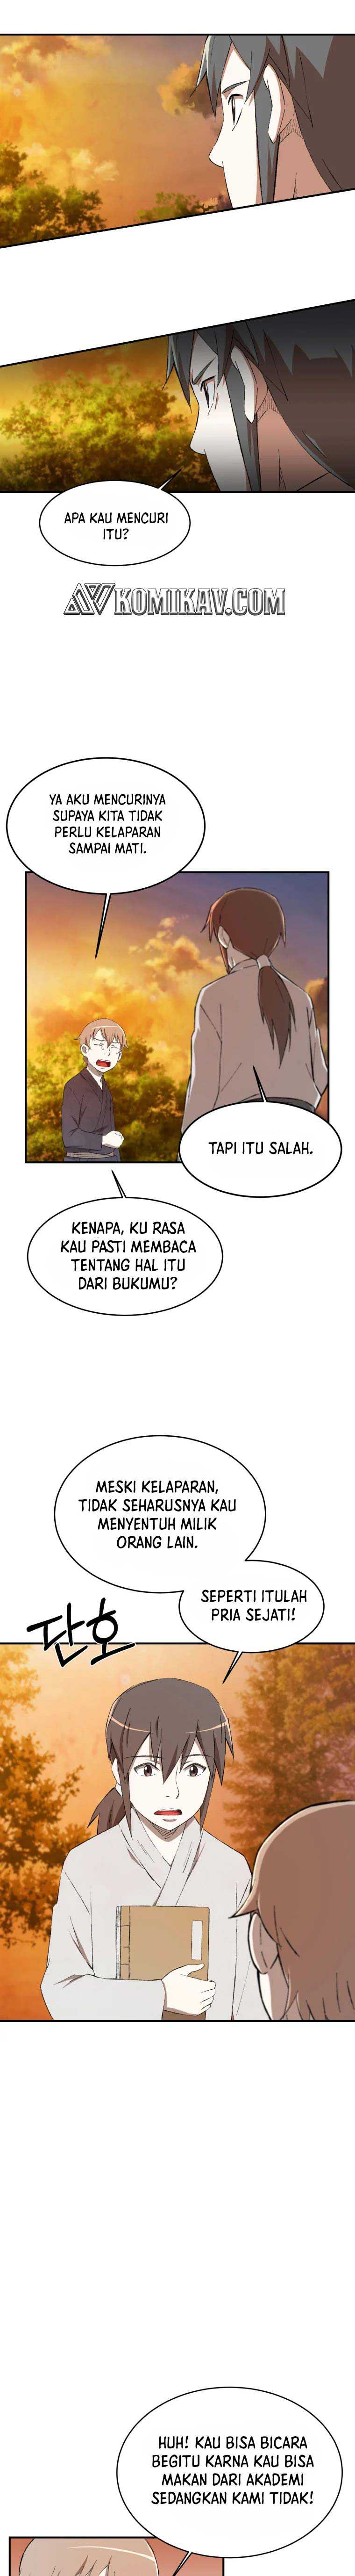 APA KAU MENCURI
ITU?
KOMIKAV.COM
YA AKU MENCURINYA
SUPAYA KITA TIDAK
PERLU KELAPARAN
SAMPAI MATI.
TAPI ITU SALAH.
KENAPA, KU RASA
KAU PASTI MEMBACA
TENTANG HAL ITU
DARI BUKUMU?
MESKI KELAPARAN,
TIDAK SEHARUSNYA KAU
MENYENTUH MILIK
ORANG LAIN.
SEPERTI ITULAH
PRIA SEJATI!
단호
HUH! KAU BISA BICARA
BEGITU KARNA KAU BISA
MAKAN DARI AKADEMI
SEDANGKAN KAMI TIDAK!